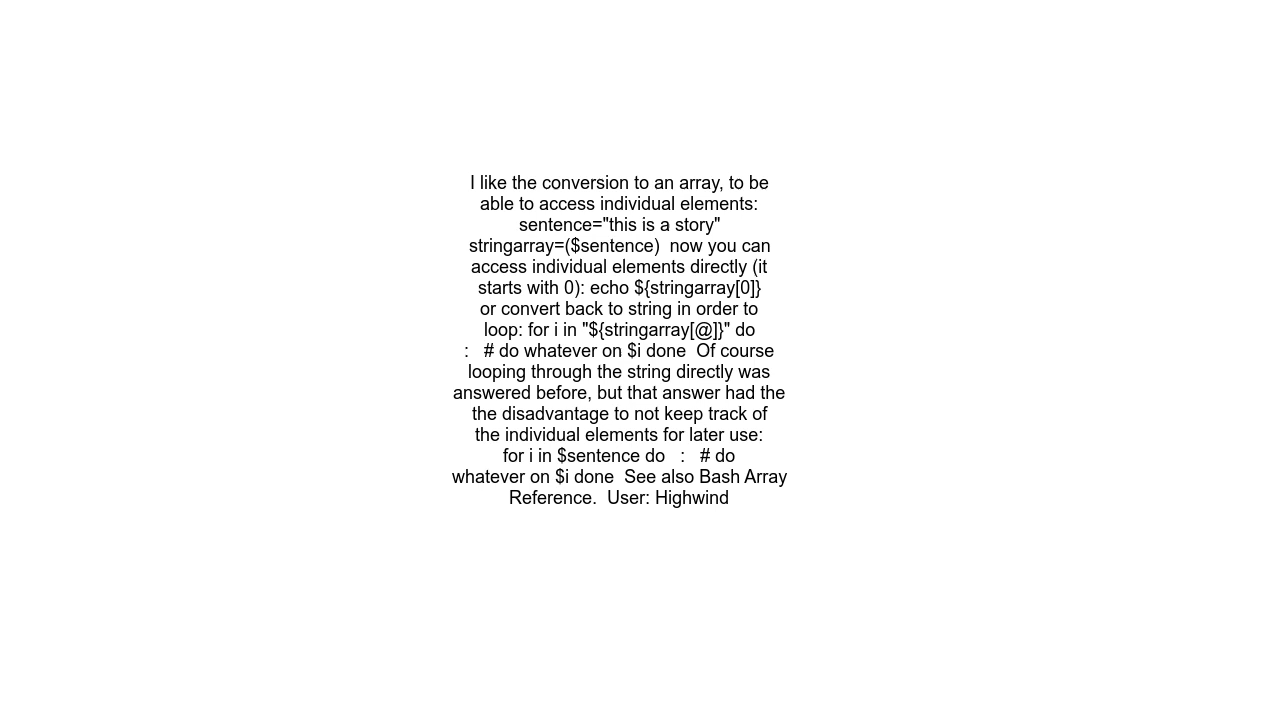 I like the conversion to an array, to be
able to access individual elements:
sentence="this is a story"
stringarray=($sentence)  now you can
access individual elements directly (it
starts with 0): echo ${stringarray[0]}
or convert back to string in order to
loop: for i in "${stringarray[@]}" do
:   # do whatever on $i done  Of course
looping through the string directly was
answered before, but that answer had the
the disadvantage to not keep track of
the individual elements for later use:
for i in $sentence do   :   # do
whatever on $i done  See also Bash Array
Reference.  User: Highwind